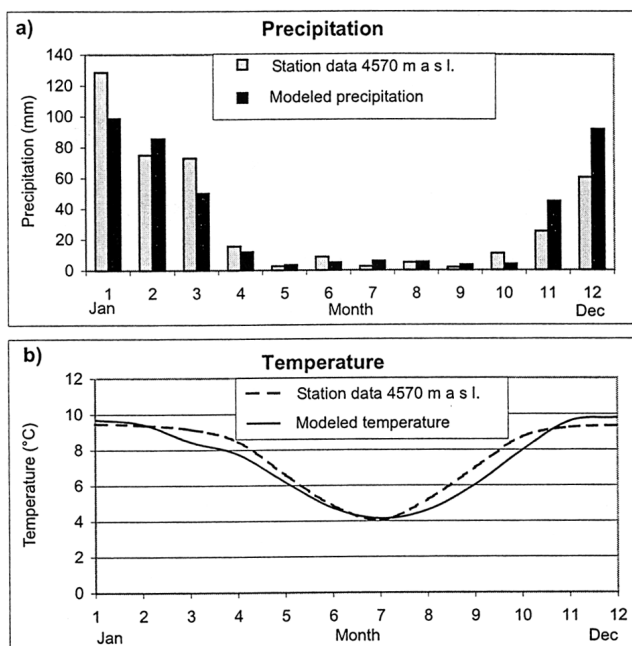 a)
Precipitation
Station data 4570 m a s l.
Modeled precipitation
Precipitation (mm)
140
120
100
80
60
40
20
0
1 2 3 4 5 6 7 8 9 10 11 12
Jan Month Dec
b)
Temperature
Station data 4570 m a s l.
Modeled temperature
Temperature (°C)
12
10
8
6
4
2
0
1 2 3 4 5 6 7 8 9 10 11 12
Jan Month Dec